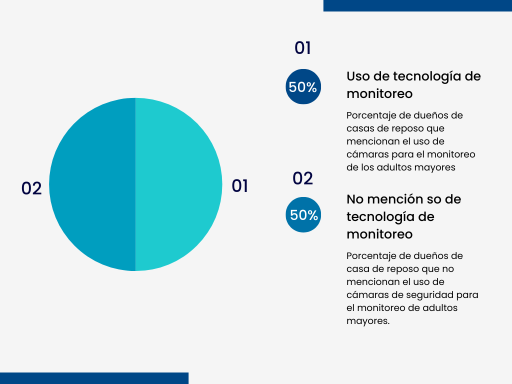 01
50%
Uso de tecnología de
monitoreo
Porcentaje de dueños de
casas de reposo que
mencionan el uso de
cámaras para el monitoreo
de los adultos mayores
02
01
02
50%
No mención so de
tecnología de
monitoreo
Porcentaje de dueños de
casa de reposo que no
mencionan el uso de
cámaras de seguridad para
el monitoreo de adultos
mayores.